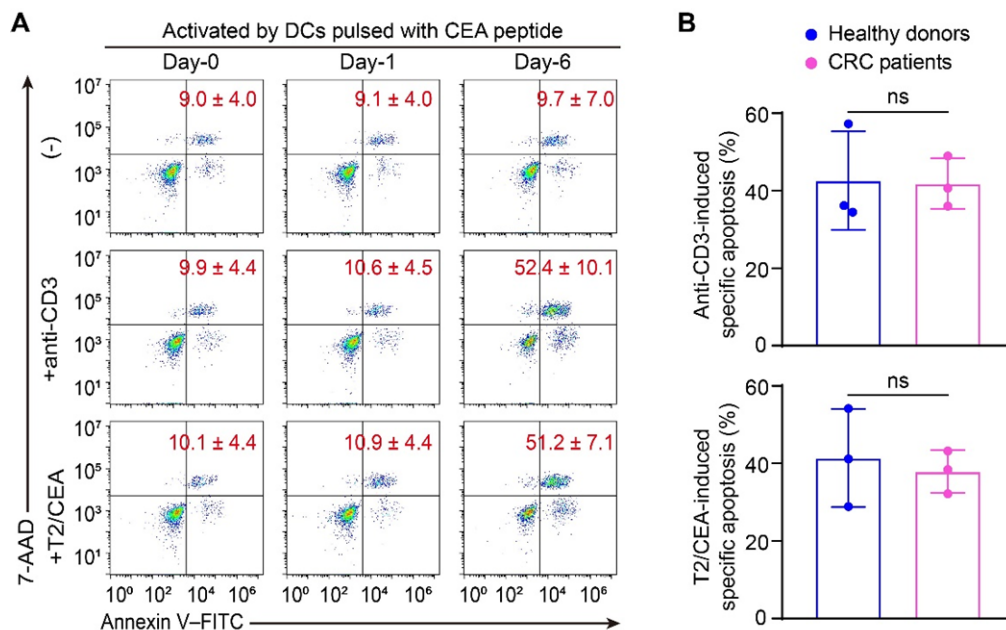 A
Activated by DCs pulsed with CEA peptide
Day-0 Day-1 Day-6
(-)
10⁷
10⁵
10³
10¹
9.0 ± 4.0
9.1 ± 4.0
9.7 ± 7.0
+anti-CD3
10⁷
10⁵
10³
10¹
9.9 ± 4.4
10.6 ± 4.5
52.4 ± 10.1
+T2/CEA
10⁷
10⁵
10³
10¹
10.1 ± 4.4
10.9 ± 4.4
51.2 ± 7.1
10⁰ 10² 10⁴ 10⁶ 10⁰ 10² 10⁴ 10⁶ 10⁰ 10² 10⁴ 10⁶
7-AAD
Annexin V–FITC
B
Healthy donors
CRC patients
ns
Anti-CD3-induced
specific apoptosis (%)
60
40
20
0
ns
T2/CEA-induced
specific apoptosis (%)
60
40
20
0